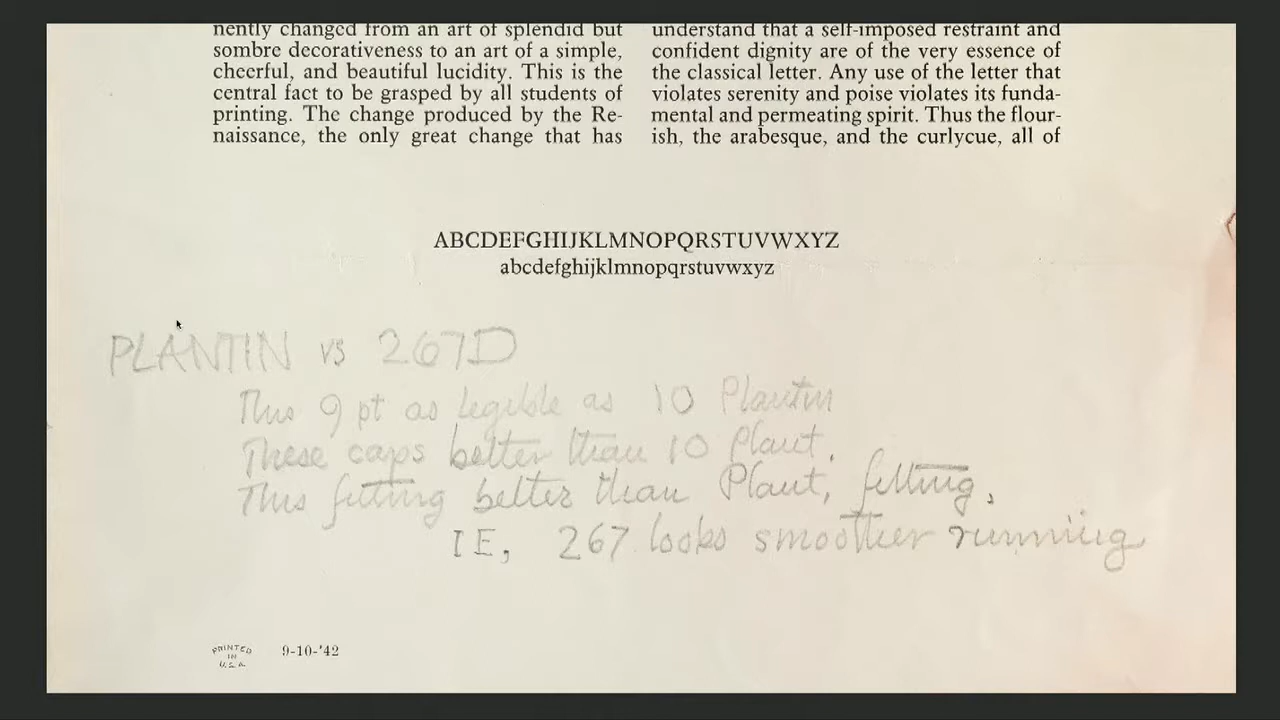 nently changed from an art of splendid but
sombre decorativeness to an art of a simple,
cheerful, and beautiful lucidity. This is the
central fact to be grasped by all students of
printing. The change produced by the Re-
naissance, the only great change that has
understand that a self-imposed restraint and
confident dignity are of the very essence of
the classical letter. Any use of the letter that
violates serenity and poise violates its funda-
mental and permeating spirit. Thus the flour-
ish, the arabesque, and the curlycue, all of
ABCDEFGHIJKLMNOPQRSTUVWXYZ
abcdefghijklmnopqrstuvwxyz
PLANTIN vs 267D
This 9 pt as legible as 10 Plantin
These caps better than 10 Plant.
This fitting better than Plant, fitting.
IE, 267 looks smoother running
PRINTED
IN
U.S.A.
9-10-'42